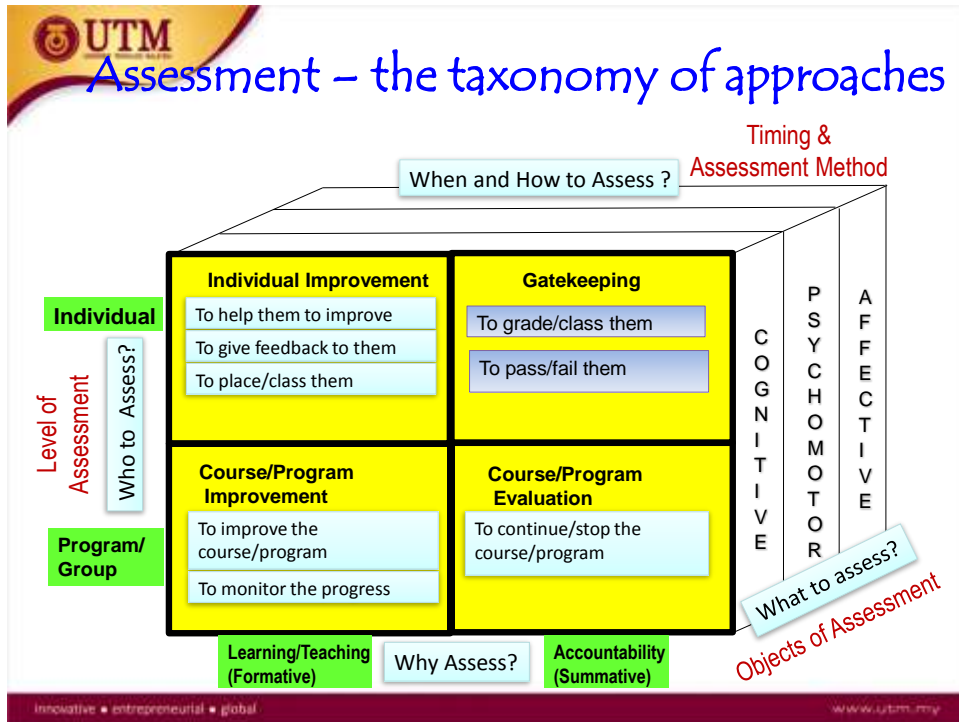 UTM
Assessment – the taxonomy of approaches
Timing &
Assessment Method
When and How to Assess ?
Individual Improvement
To help them to improve
To give feedback to them
To place/class them
Gatekeeping
To grade/class them
To pass/fail them
Individual
Level of
Assessment
Who to Assess?
Program/
Group
Course/Program
Improvement
To improve the
course/program
To monitor the progress
Course/Program
Evaluation
To continue/stop the
course/program
COGNITIVE
PSYCHOMOTOR
AFFECTIVE
What to assess?
Objects of Assessment
Learning/Teaching
(Formative)
Why Assess?
Accountability
(Summative)
innovative ● entrepreneurial ● global
www.utm.my